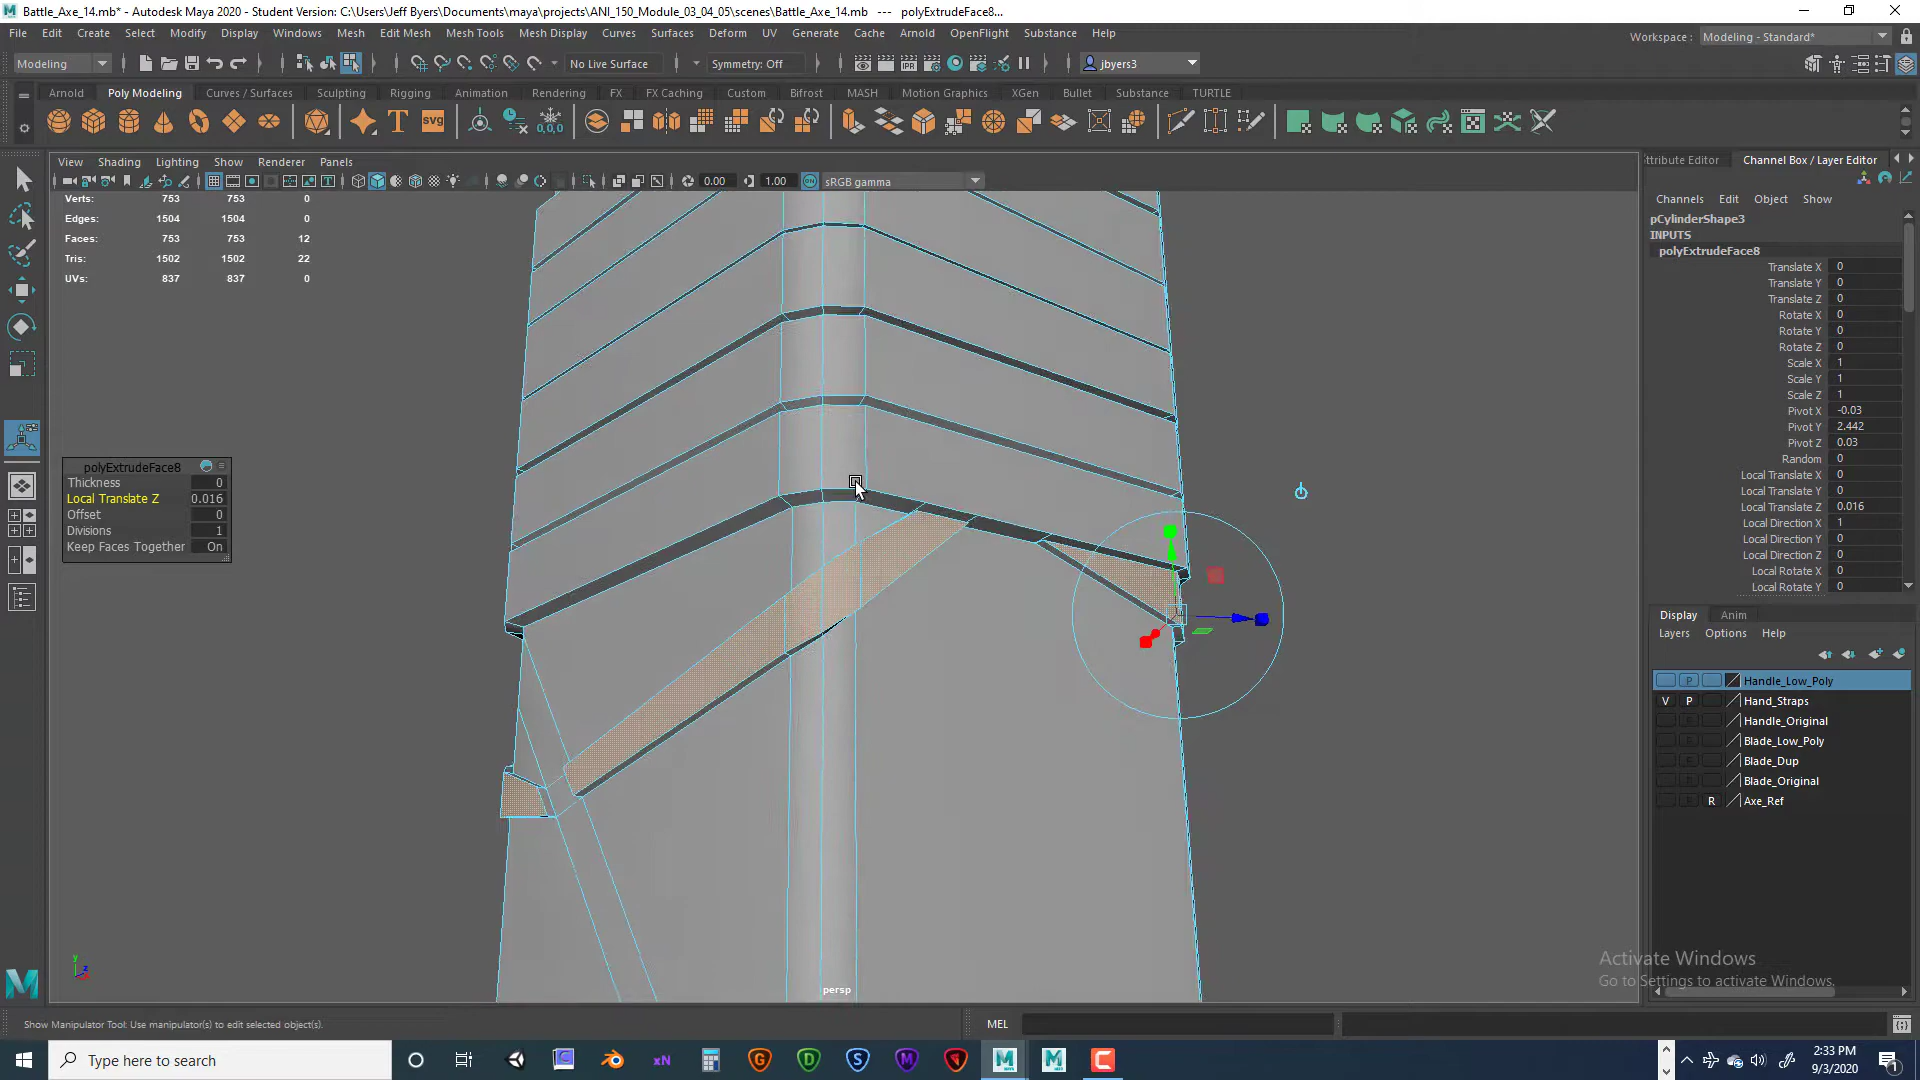 Battle_Axe_14.mb* - Autodesk Maya 2020 - Student Version: C:\Users\Jeff Byers\Documents\maya\projects\ANI_150_Module_03_04_05\scenes\Battle_Axe_14.mb   ---   polyExtrudeFace8...
File Edit Create Select Modify Display Windows Mesh Edit Mesh Mesh Tools Mesh Display Curves Surfaces Deform UV Generate Cache Arnold OpenFlight Substance Help
Workspace : Modeling - Standard*
Modeling
No Live Surface
Symmetry: Off
jbyers3
Arnold Poly Modeling Curves / Surfaces Sculpting Rigging Animation Rendering FX FX Caching Custom Bifrost MASH Motion Graphics XGen Bullet Substance TURTLE
T svg 0,0,0
View Shading Lighting Show Renderer Panels
0.00 1.00 ON sRGB gamma
Verts: 753 753 0
Edges: 1504 1504 0
Faces: 753 753 12
Tris: 1502 1502 22
UVs: 837 837 0
polyExtrudeFace8
Thickness 0
Local Translate Z 0.016
Offset 0
Divisions 1
Keep Faces Together On
persp
y
z
ttribute Editor Channel Box / Layer Editor
Channels Edit Object Show
pCylinderShape3
INPUTS
polyExtrudeFace8
Translate X 0
Translate Y 0
Translate Z 0
Rotate X 0
Rotate Y 0
Rotate Z 0
Scale X 1
Scale Y 1
Scale Z 1
Pivot X -0.03
Pivot Y 2.442
Pivot Z 0.03
Random 0
Local Translate X 0
Local Translate Y 0
Local Translate Z 0.016
Local Direction X 1
Local Direction Y 0
Local Direction Z 0
Local Rotate X 0
Local Rotate Y 0
Display Anim
Layers Options Help
P Handle_Low_Poly
V P Hand_Straps
Handle_Original
Blade_Low_Poly
Blade_Dup
Blade_Original
R Axe_Ref
Activate Windows
Go to Settings to activate Windows.
Show Manipulator Tool: Use manipulator(s) to edit selected object(s).
MEL
Type here to search
xN G D S M
2:33 PM
9/3/2020
1